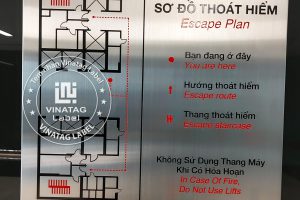 SƠ ĐỒ THOÁT HIỂM
Escape Plan
Bạn đang ở đây
You are here
Hướng thoát hiểm
Escape route
Thang thoát hiểm
Escape staircase
Không Sử Dụng Thang Máy
Khi Có Hỏa Hoạn
In Case Of Fire,
Do Not Use Lifts
VINATAG
Label
VINATAG LABEL